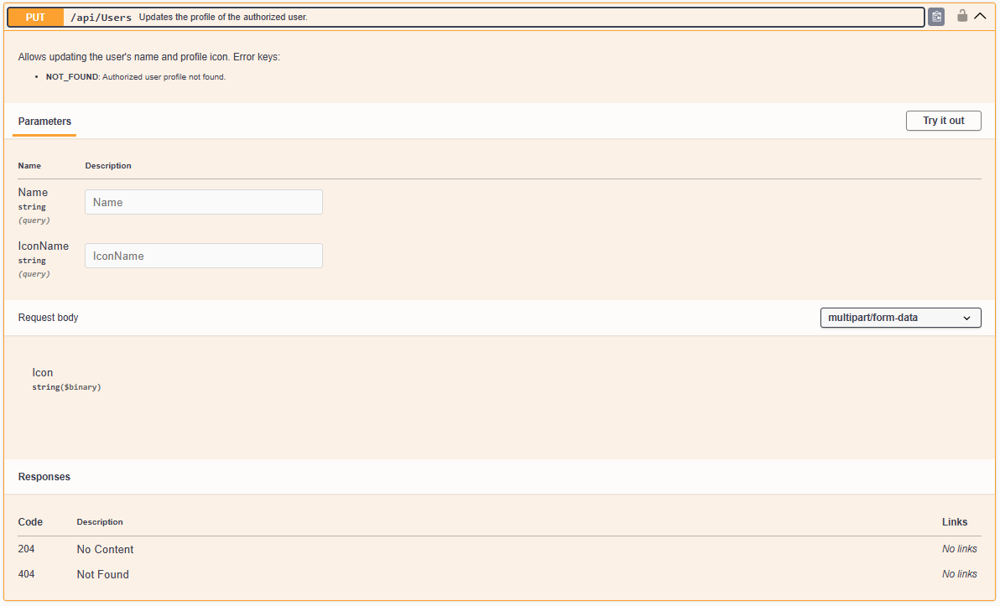 PUT /api/Users Updates the profile of the authorized user.
Allows updating the user's name and profile icon. Error keys:
• NOT_FOUND: Authorized user profile not found.
Parameters Try it out
Name Description
Name Name
string
(query)
IconName IconName
string
(query)
Request body multipart/form-data
Icon
string($binary)
Responses
Code Description Links
204 No Content No links
404 Not Found No links